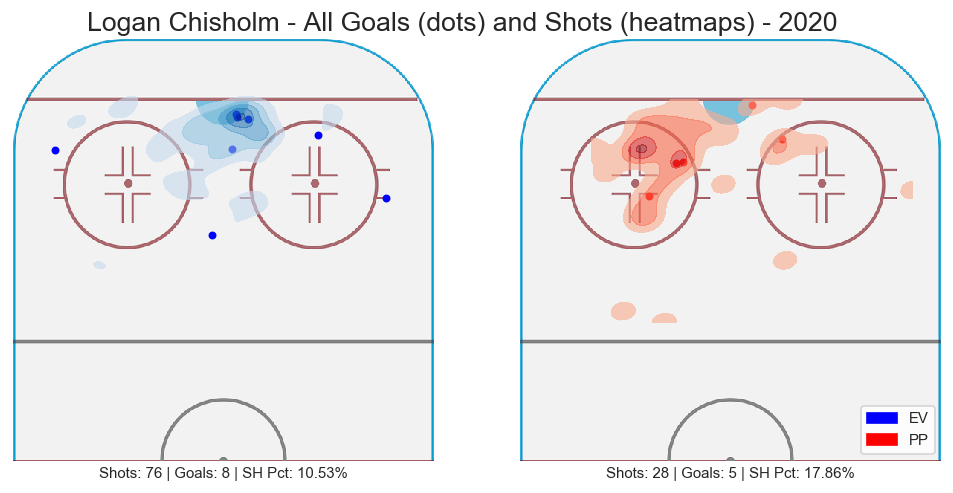 Logan Chisholm - All Goals (dots) and Shots (heatmaps) - 2020
EV
PP
Shots: 76 | Goals: 8 | SH Pct: 10.53%
Shots: 28 | Goals: 5 | SH Pct: 17.86%